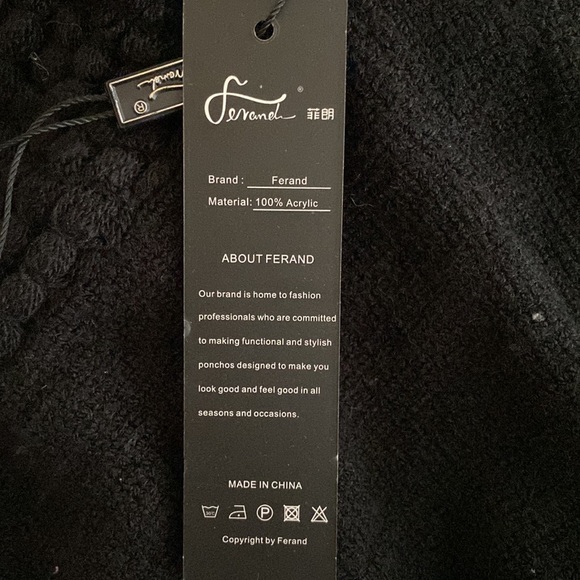 Ferand ® 菲朗
Brand : Ferand
Material: 100% Acrylic
ABOUT FERAND
Our brand is home to fashion
professionals who are committed
to making functional and stylish
ponchos designed to make you
look good and feel good in all
seasons and occasions.
MADE IN CHINA
P
Copyright by Ferand
®